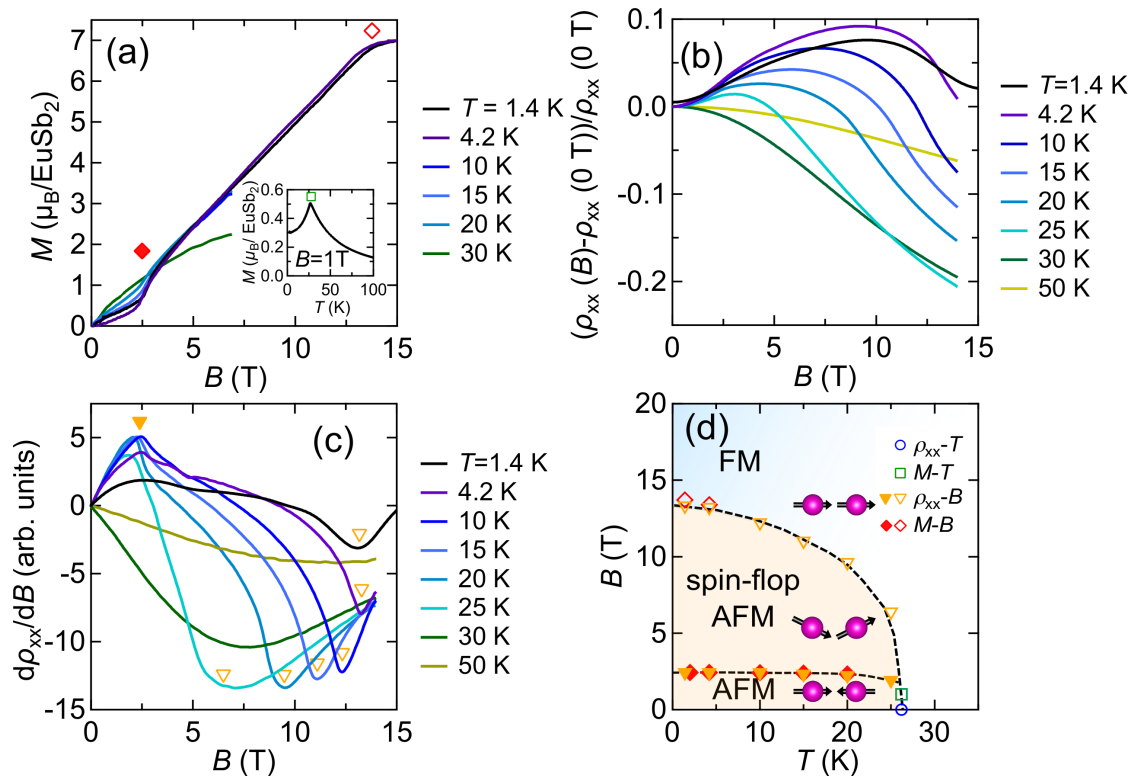 (a)
M (μB/EuSb2)
7
6
5
4
3
2
1
0
0 5 10 15
B (T)
T = 1.4 K
4.2 K
10 K
15 K
20 K
30 K
M (μB/ EuSb2)
0.6
0.4
0.2
0.0
B=1T
0 50 100
T (K)
(b)
(ρxx (B)-ρxx (0 T))/ρxx (0 T)
0.1
0.0
-0.1
-0.2
0 5 10 15
B (T)
T=1.4 K
4.2 K
10 K
15 K
20 K
25 K
30 K
50 K
(c)
dρxx/dB (arb. units)
5
0
-5
-10
-15
0 5 10 15
B (T)
T=1.4 K
4.2 K
10 K
15 K
20 K
25 K
30 K
50 K
(d)
B (T)
20
15
10
5
0
0 10 20 30
T (K)
FM
spin-flop
AFM
AFM
ρxx-T
M-T
ρxx-B
M-B